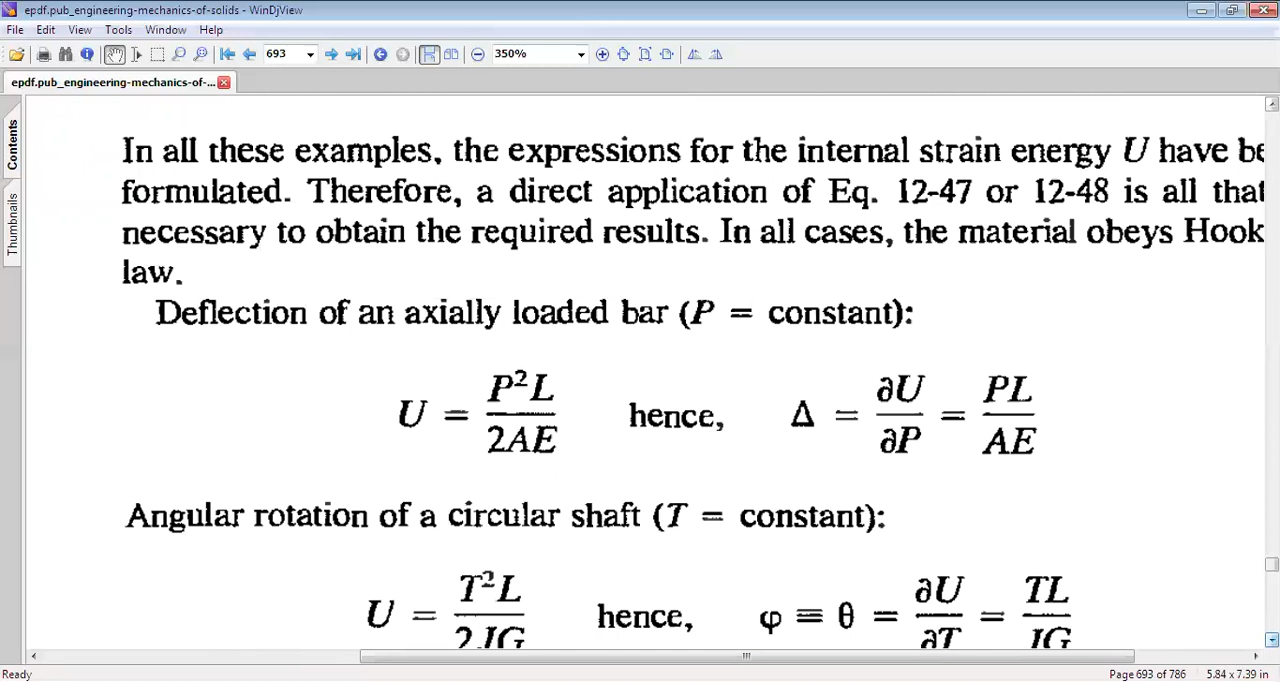 epdf.pub_engineering-mechanics-of-solids - WinDjView
File Edit View Tools Window Help
693 350%
epdf.pub_engineering-mechanics-of-...
Contents
Thumbnails
In all these examples, the expressions for the internal strain energy U have be
formulated. Therefore, a direct application of Eq. 12-47 or 12-48 is all that
necessary to obtain the required results. In all cases, the material obeys Hook
law.
Deflection of an axially loaded bar (P = constant):
U = P²L / 2AE hence, Δ = ∂U / ∂P = PL / AE
Angular rotation of a circular shaft (T = constant):
U = T²L / 2JG hence, φ ≡ θ = ∂U / ∂T = TL / JG
Ready Page 693 of 786 5.84 x 7.39 in